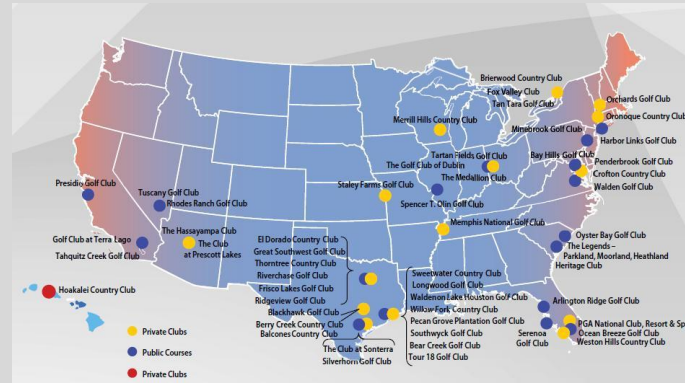 Brierwood Country Club
Fox Valley Club
Tan Tara Golf Club
Orchards Golf Club
Oronoque Country Club
Merrill Hills Country Club
Minebrook Golf Club
Harbor Links Golf Club
Tartan Fields Golf Club
The Golf Club of Dublin
The Medallion Club
Bay Hills Golf Club
Penderbrook Golf Club
Crofton Country Club
Walden Golf Club
Presidio Golf Club
Tuscany Golf Club
Rhodes Ranch Golf Club
Staley Farms Golf Club
Spencer T. Olin Golf Club
Memphis National Golf Club
The Hassayampa Club
The Club
at Prescott Lakes
Golf Club at Terra Lago
Tahquitz Creek Golf Club
El Dorado Country Club
Great Southwest Golf Club
Thorntree Country Club
Riverchase Golf Club
Frisco Lakes Golf Club
Ridgeview Golf Club
Blackhawk Golf Club
Berry Creek Country Club
Balcones Country Club
The Club at Sonterra
Silverhorn Golf Club
Sweetwater Country Club
Longwood Golf Club
Waldenon Lake Houston Golf Club
Willow Fork Country Club
Pecan Grove Plantation Golf Club
Southwyck Golf Club
Bear Creek Golf Club
Tour 18 Golf Club
Oyster Bay Golf Club
The Legends –
Parkland, Moorland, Heathland
Heritage Club
Arlington Ridge Golf Club
Serenoa
Golf Club
PGA National Club, Resort & Sp
Ocean Breeze Golf Club
Weston Hills Country Club
Hoakalei Country Club
Private Clubs
Public Courses
Private Clubs